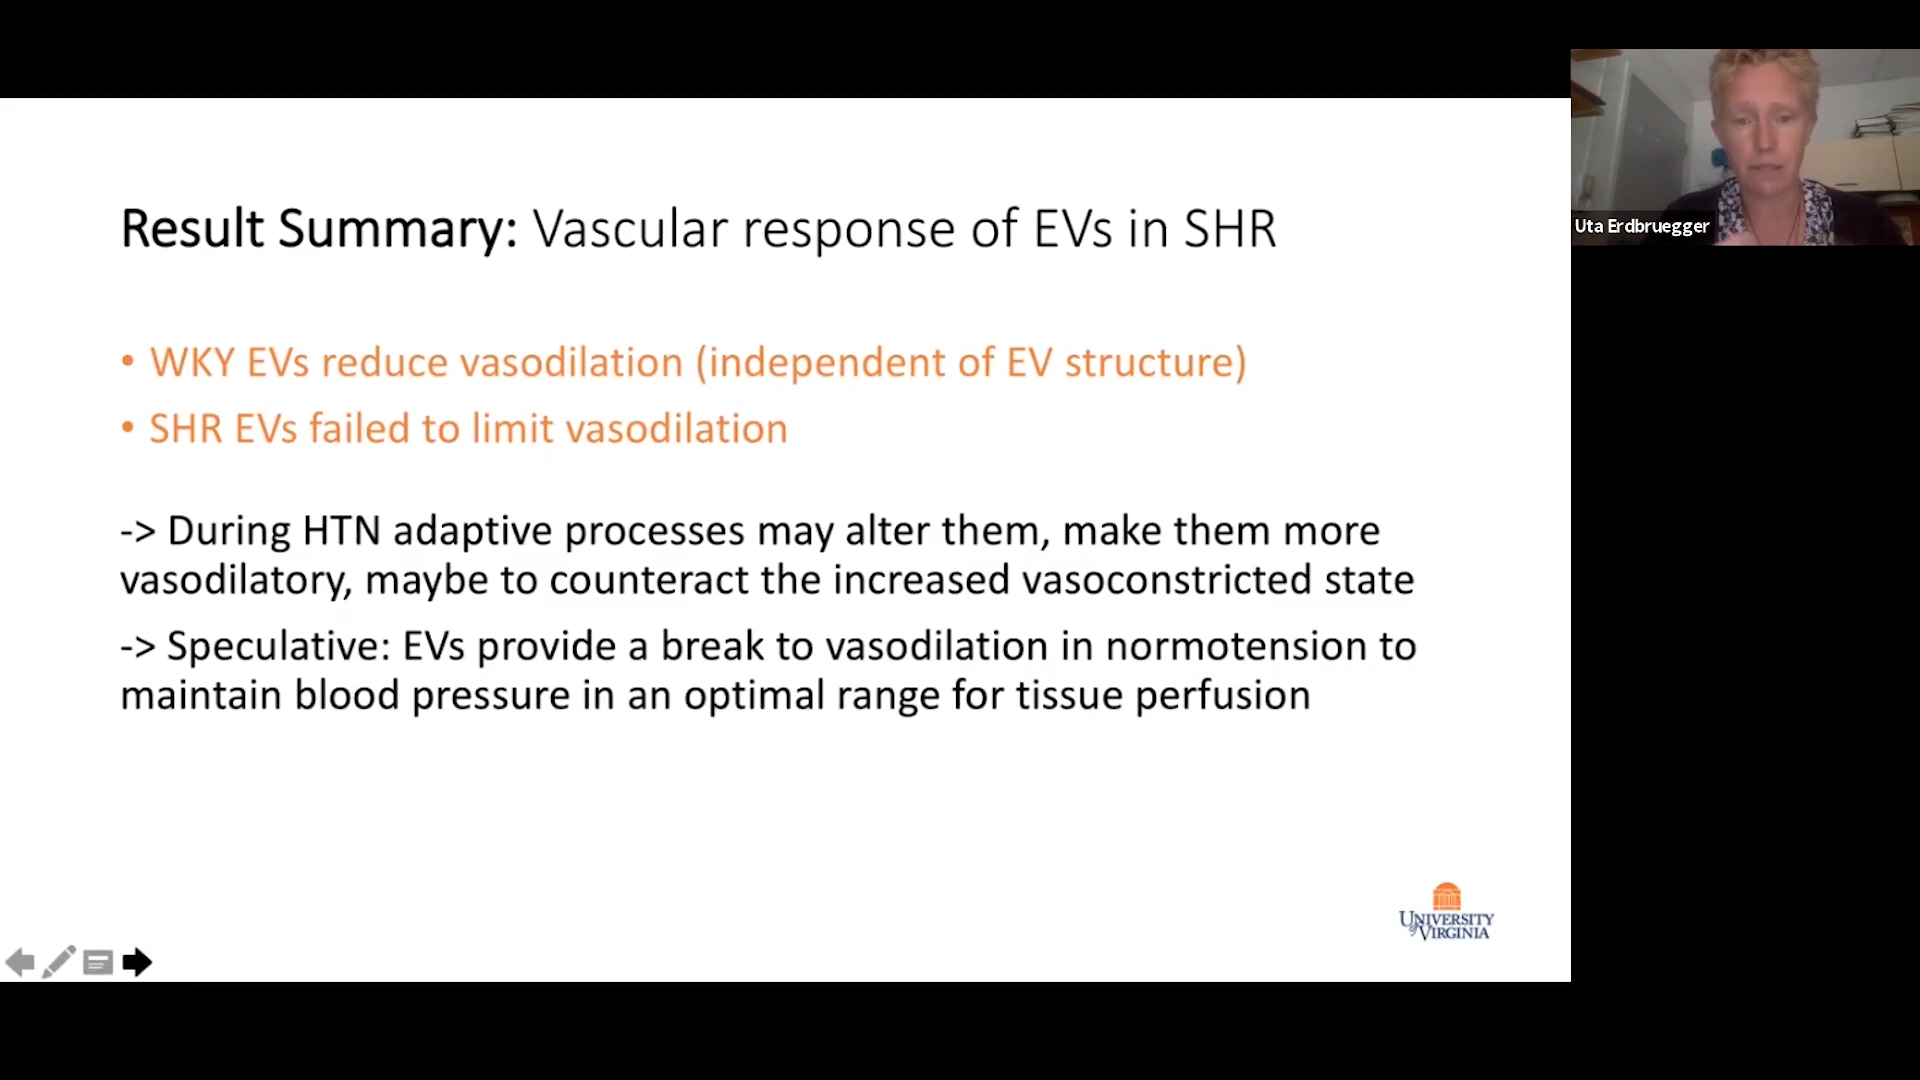 Result Summary: Vascular response of EVs in SHR
• WKY EVs reduce vasodilation (independent of EV structure)
• SHR EVs failed to limit vasodilation
-> During HTN adaptive processes may alter them, make them more
vasodilatory, maybe to counteract the increased vasoconstricted state
-> Speculative: EVs provide a break to vasodilation in normotension to
maintain blood pressure in an optimal range for tissue perfusion
UNIVERSITY
of VIRGINIA
Uta Erdbruegger